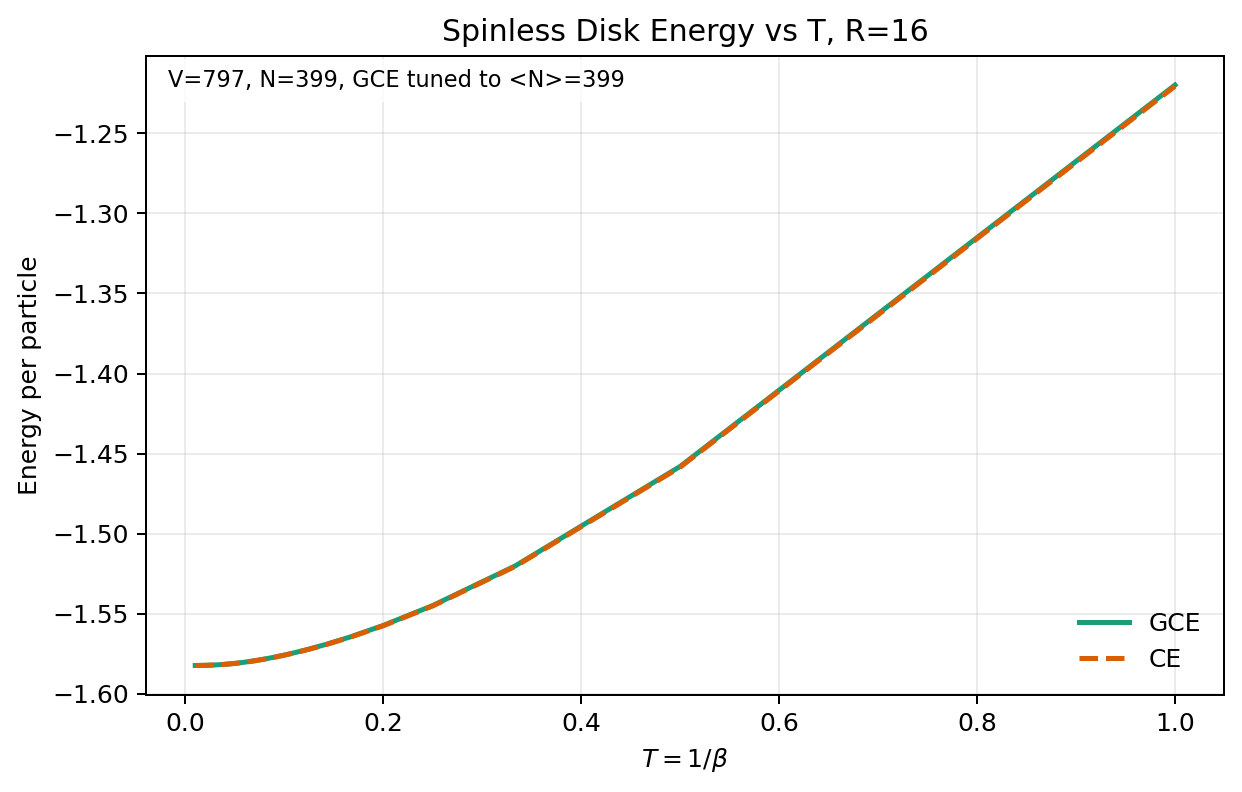 Spinless Disk Energy vs T, R=16
V=797, N=399, GCE tuned to <N>=399
Energy per particle
−1.25
−1.30
−1.35
−1.40
−1.45
−1.50
−1.55
−1.60
GCE
CE
0.0 0.2 0.4 0.6 0.8 1.0
T = 1/β